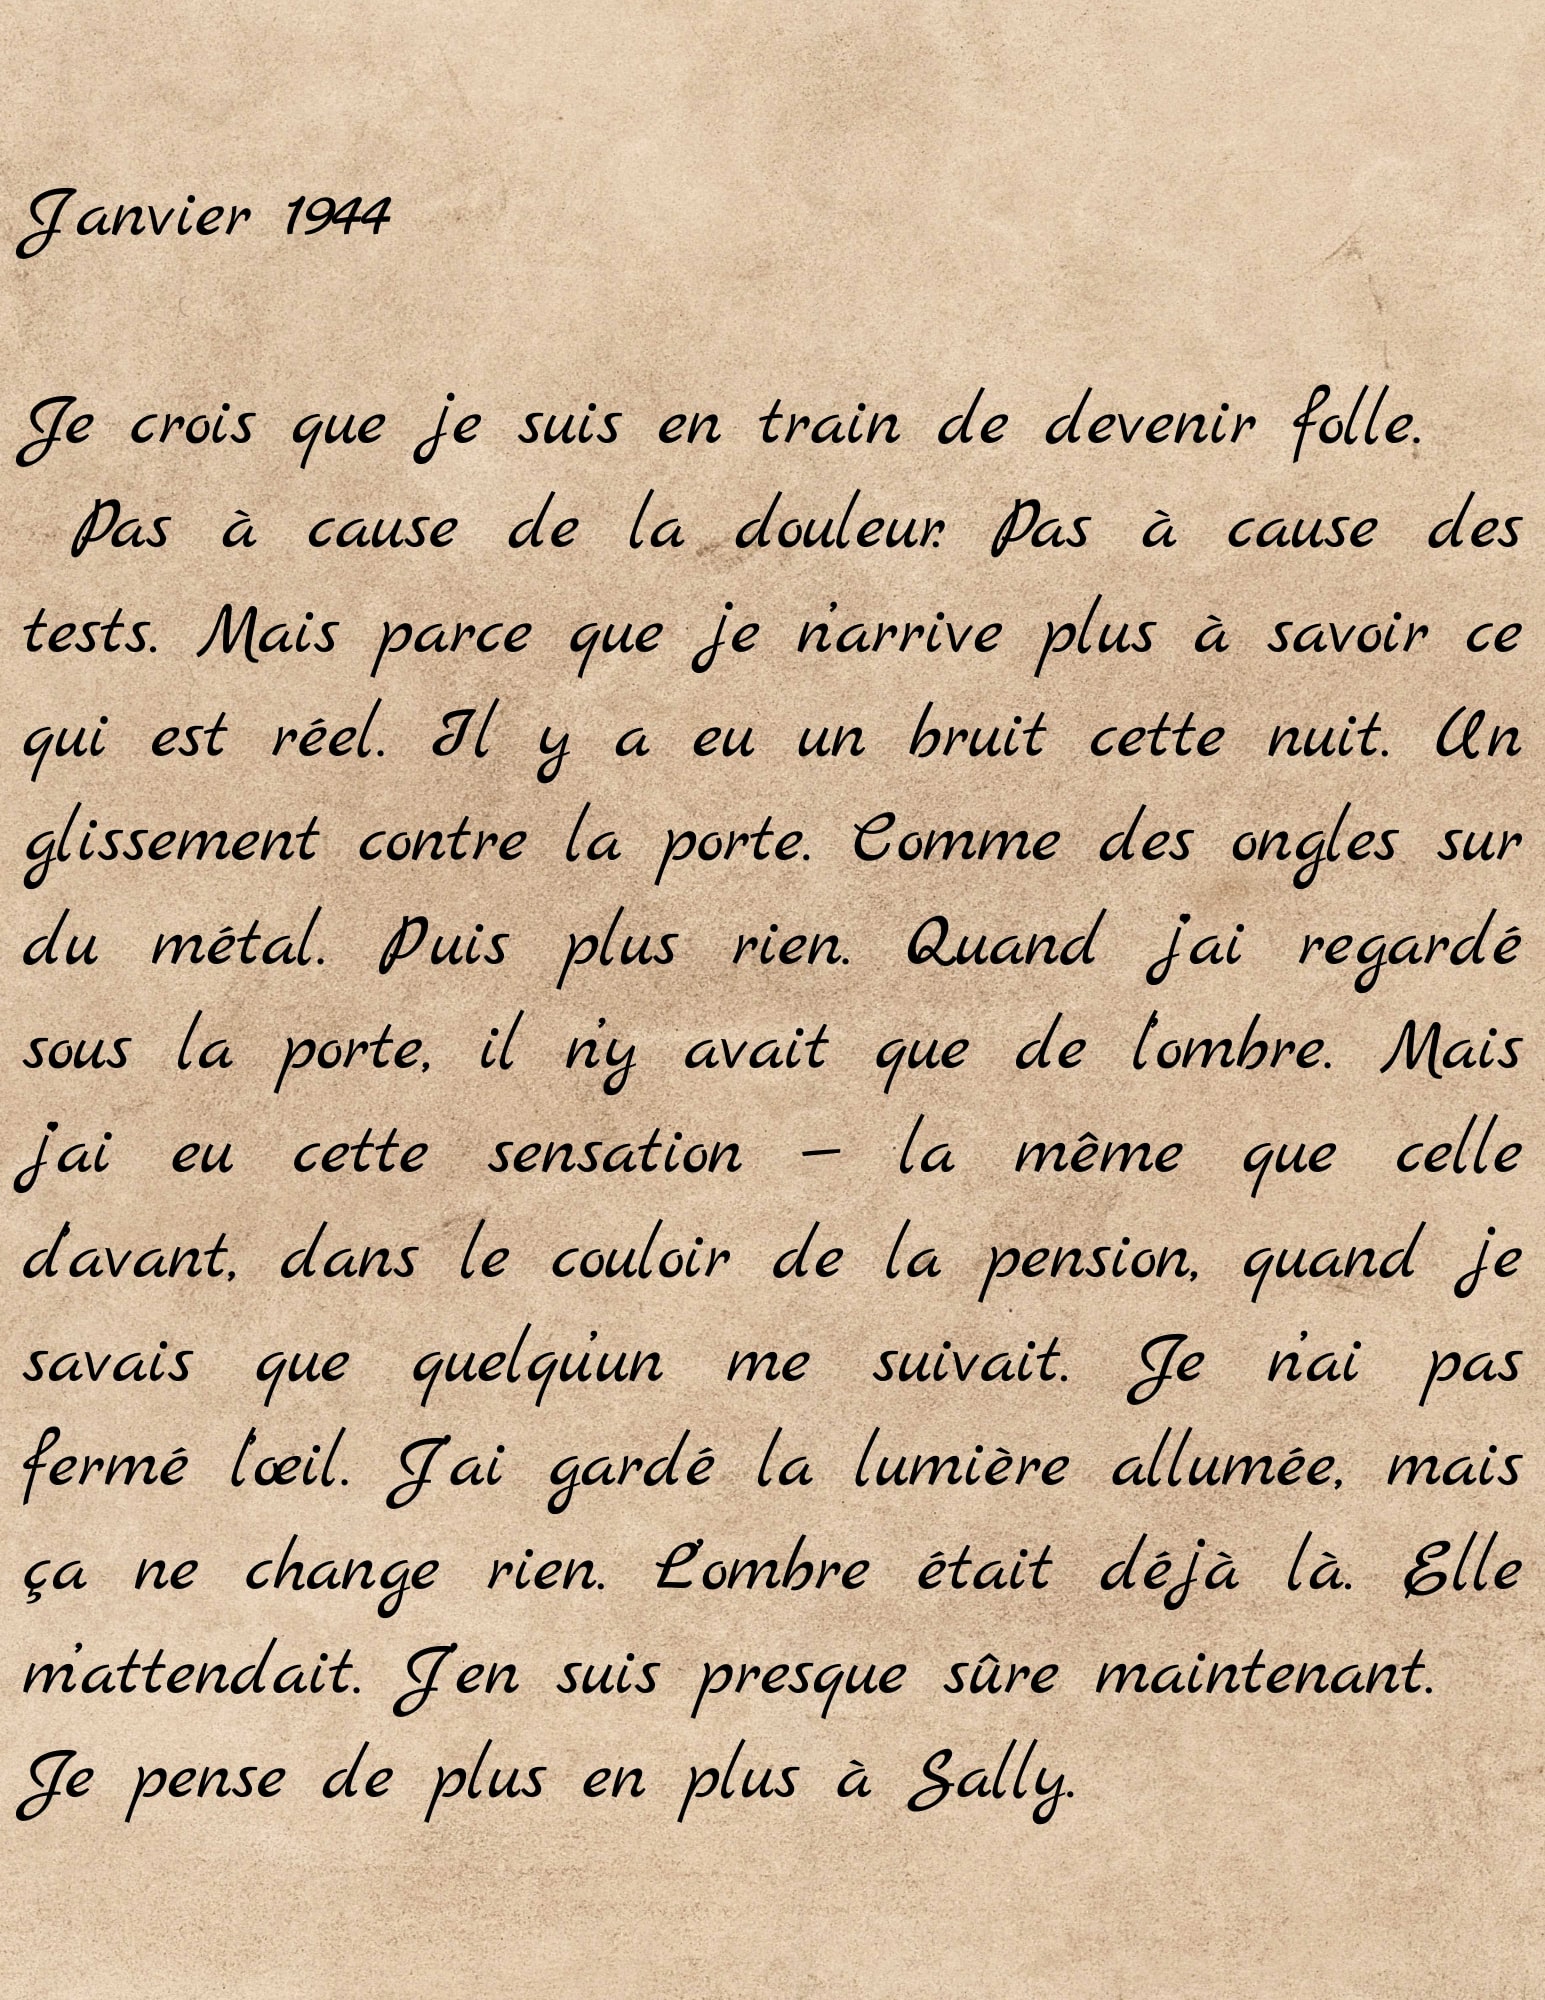 Janvier 1944
Je crois que je suis en train de devenir folle.
Pas à cause de la douleur. Pas à cause des
tests. Mais parce que je n'arrive plus à savoir ce
qui est réel. Il y a eu un bruit cette nuit. Un
glissement contre la porte. Comme des ongles sur
du métal. Puis plus rien. Quand j'ai regardé
sous la porte, il n'y avait que de l'ombre. Mais
j'ai eu cette sensation — la même que celle
d'avant, dans le couloir de la pension, quand je
savais que quelqu'un me suivait. Je n'ai pas
fermé l'œil. J'ai gardé la lumière allumée, mais
ça ne change rien. L'ombre était déjà là. Elle
m'attendait. J'en suis presque sûre maintenant.
Je pense de plus en plus à Sally.